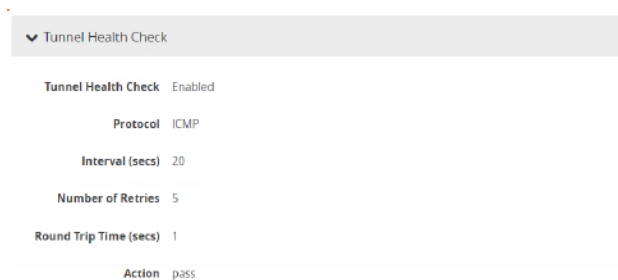 Tunnel Health Check
Tunnel Health Check Enabled
Protocol ICMP
Interval (secs) 20
Number of Retries 5
Round Trip Time (secs) 1
Action pass